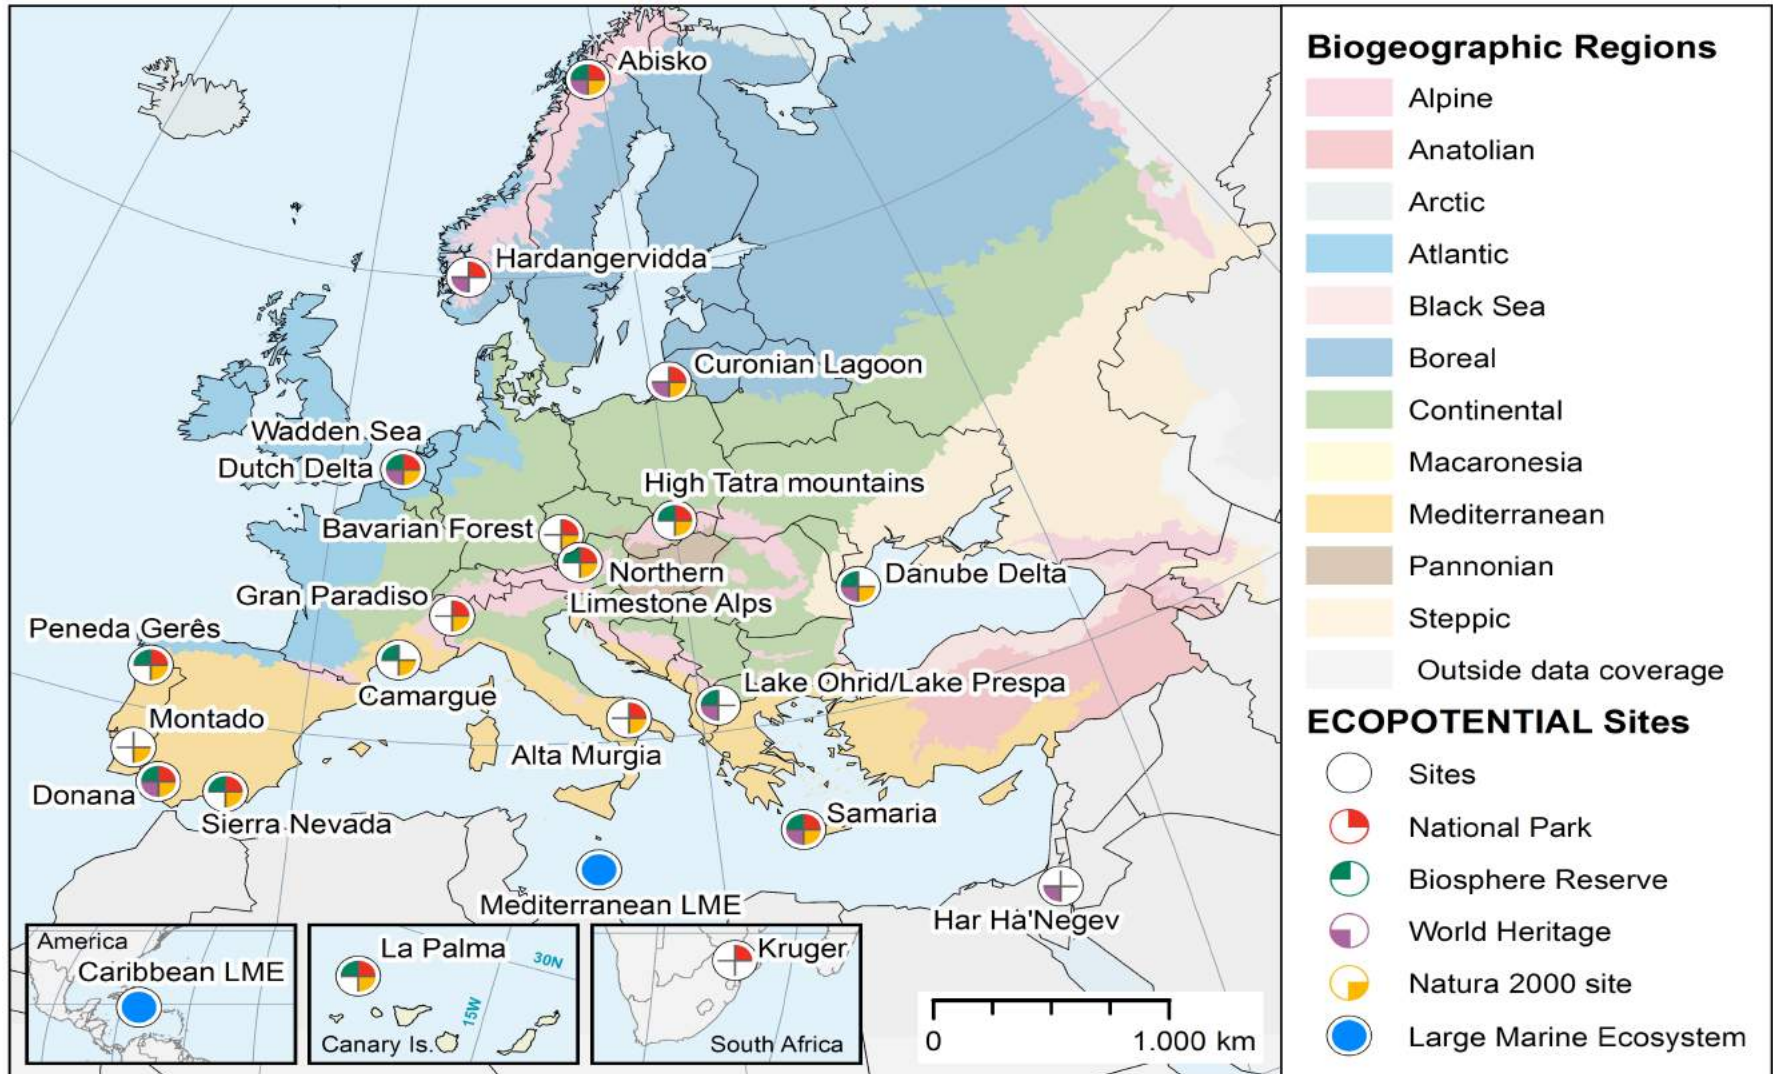 Abisko
Hardangervidda
Curonian Lagoon
Wadden Sea
Dutch Delta
High Tatra mountains
Bavarian Forest
Northern
Limestone Alps
Danube Delta
Gran Paradiso
Peneda Gerês
Camargue
Lake Ohrid/Lake Prespa
Montado
Alta Murgia
Donana
Sierra Nevada
Samaria
Mediterranean LME
Har Ha'Negev
America
Caribbean LME
La Palma
30N
15W
Canary Is.
Kruger
South Africa
0
1.000 km
Biogeographic Regions
Alpine
Anatolian
Arctic
Atlantic
Black Sea
Boreal
Continental
Macaronesia
Mediterranean
Pannonian
Steppic
Outside data coverage
ECOPOTENTIAL Sites
Sites
National Park
Biosphere Reserve
World Heritage
Natura 2000 site
Large Marine Ecosystem